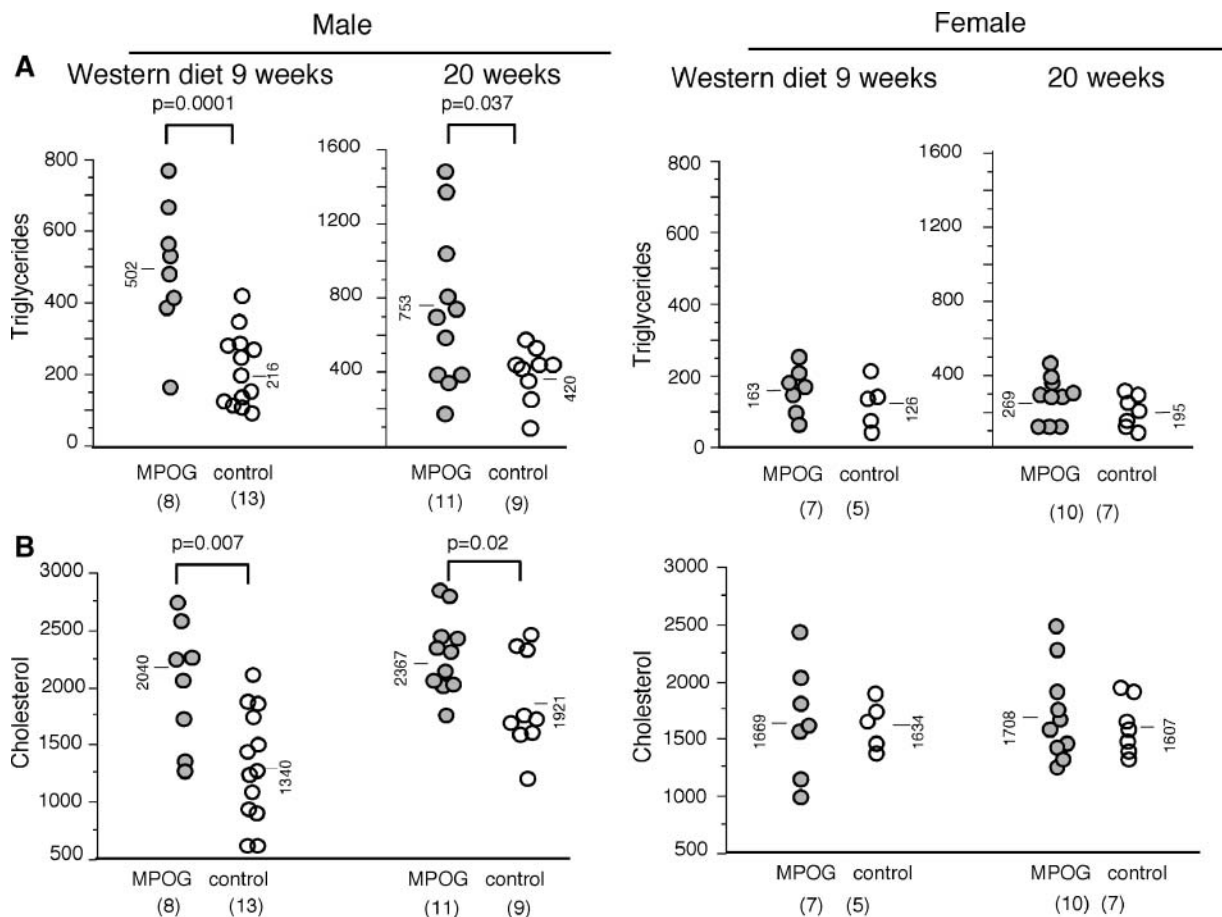 Male
Female
A
Western diet 9 weeks
20 weeks
Western diet 9 weeks
20 weeks
p=0.0001
p=0.037
Triglycerides
800
600
400
200
0
502
216
1600
1200
800
400
753
420
Triglycerides
800
600
400
200
0
163
126
1600
1200
800
400
269
195
MPOG control
(8) (13)
MPOG control
(11) (9)
MPOG control
(7) (5)
MPOG control
(10) (7)
B
p=0.007
p=0.02
Cholesterol
3000
2500
2000
1500
1000
500
2040
1340
2367
1921
Cholesterol
3000
2500
2000
1500
1000
500
1669
1634
1708
1607
MPOG control
(8) (13)
MPOG control
(11) (9)
MPOG control
(7) (5)
MPOG control
(10) (7)